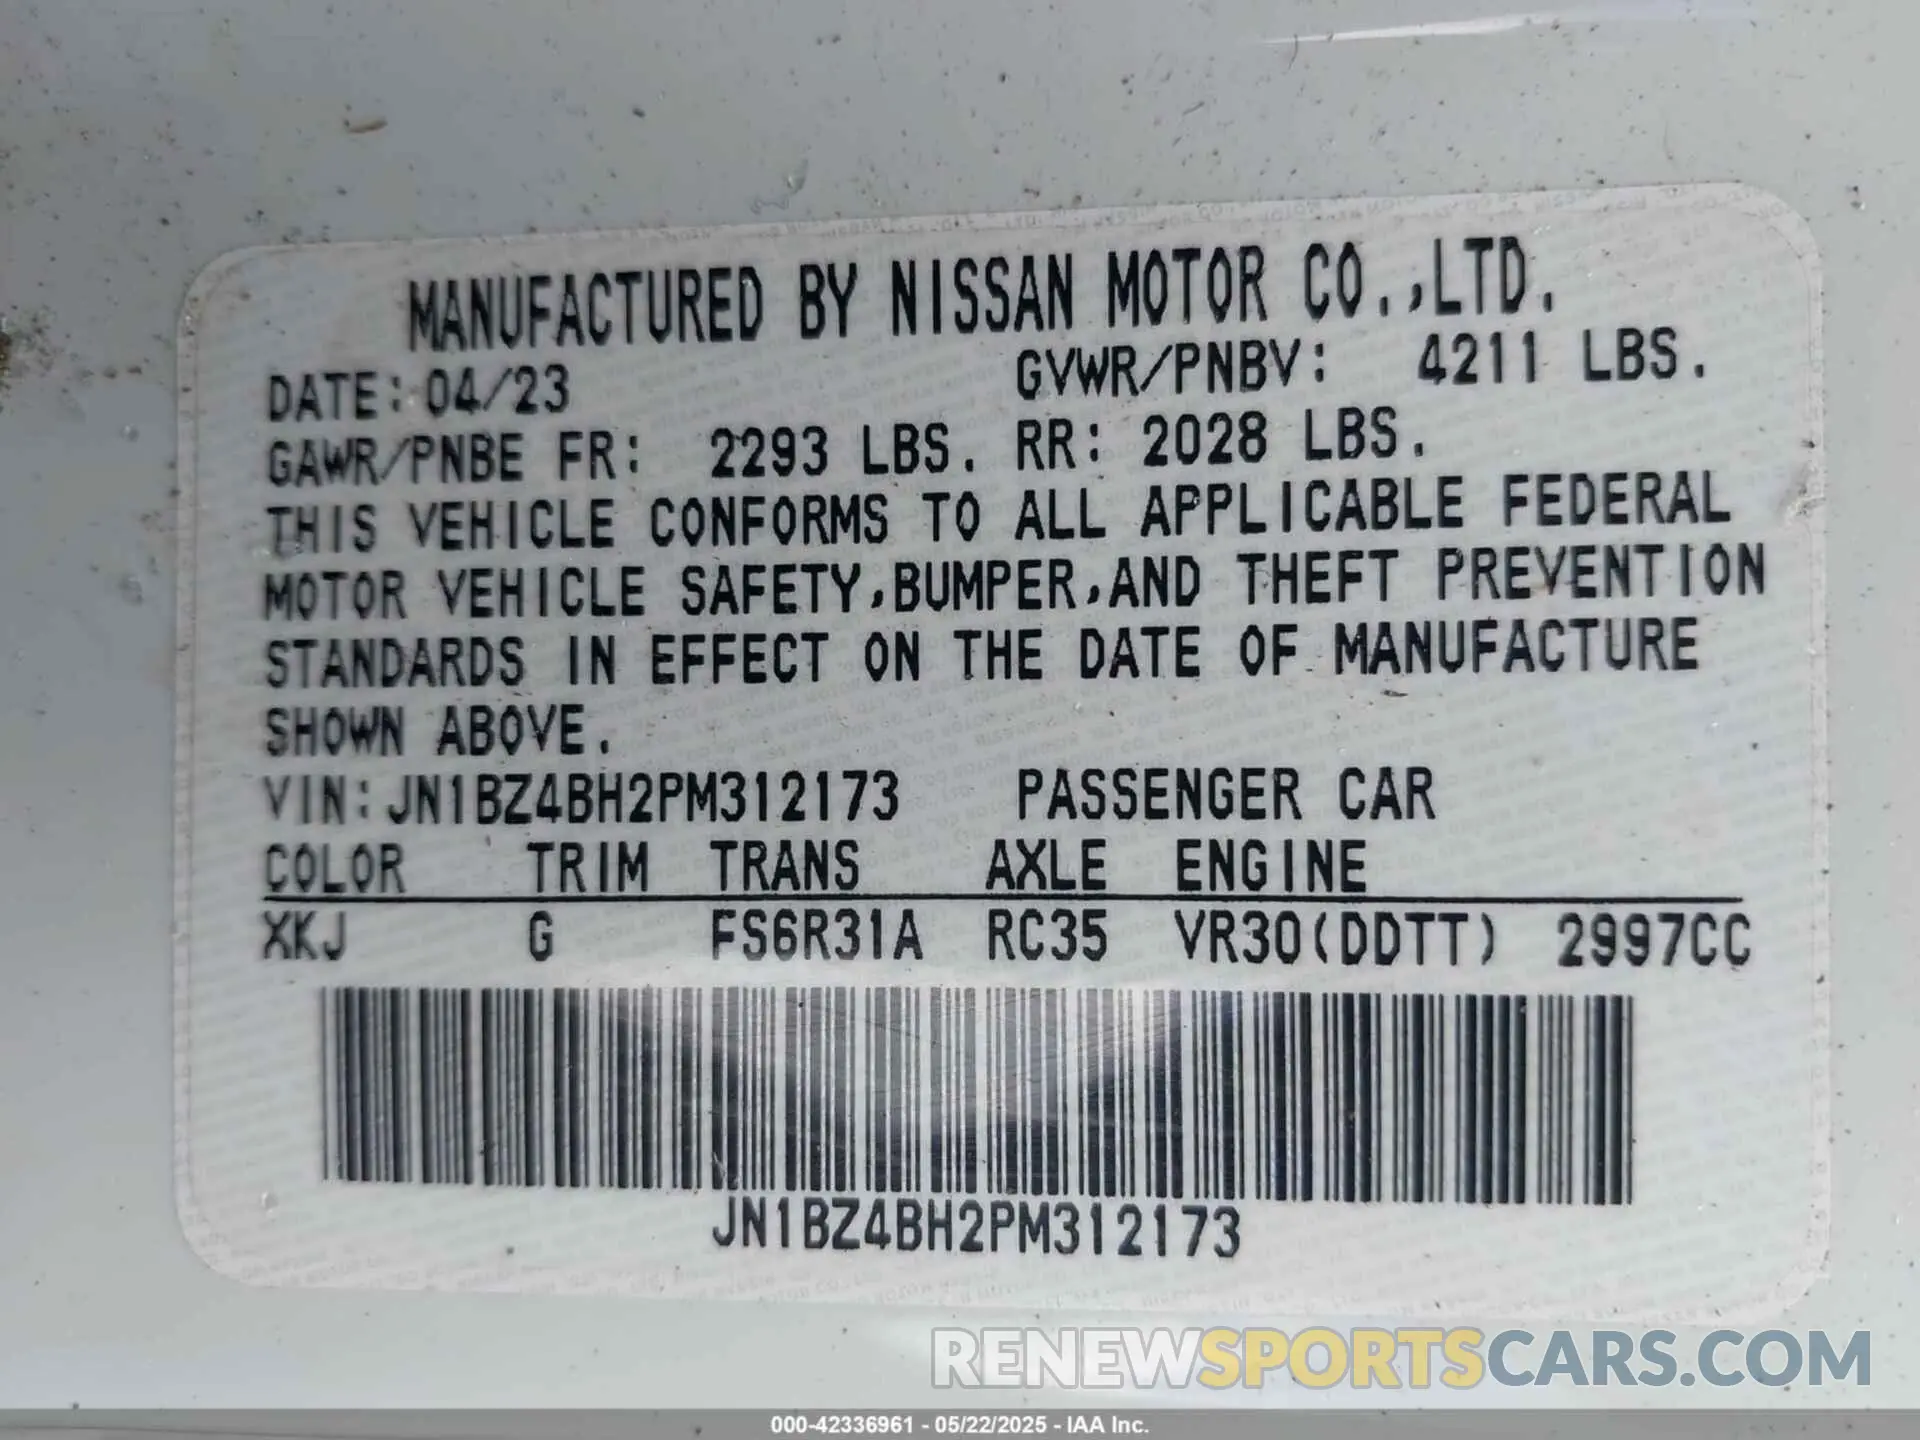 MANUFACTURED BY NISSAN MOTOR CO.,LTD.
DATE: 04/23 GVWR/PNBV: 4211 LBS.
GAWR/PNBE FR: 2293 LBS. RR: 2028 LBS.
THIS VEHICLE CONFORMS TO ALL APPLICABLE FEDERAL
MOTOR VEHICLE SAFETY,BUMPER,AND THEFT PREVENTION
STANDARDS IN EFFECT ON THE DATE OF MANUFACTURE
SHOWN ABOVE.
VIN:JN1BZ4BH2PM312173 PASSENGER CAR
COLOR TRIM TRANS AXLE ENGINE
XKJ G FS6R31A RC35 VR30(DDTT) 2997CC
JN1BZ4BH2PM312173
RENEWSPORTSCARS.COM
000-42336961 - 05/22/2025 - IAA Inc.